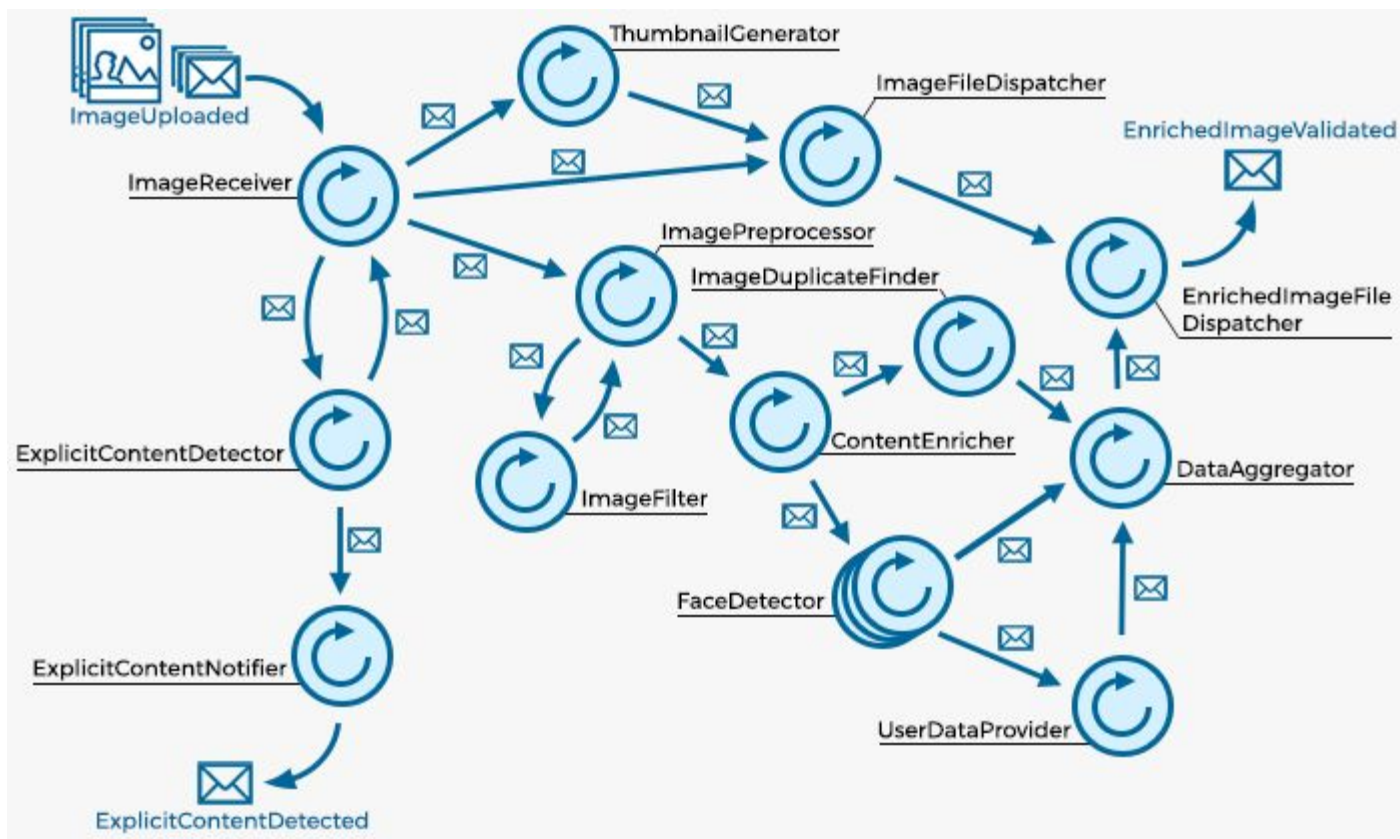 ThumbnailGenerator
ImageFileDispatcher
ImageUploaded
EnrichedImageValidated
ImageReceiver
ImagePreprocessor
ImageDuplicateFinder
EnrichedImageFile
Dispatcher
ContentEnricher
ExplicitContentDetector
DataAggregator
ImageFilter
FaceDetector
ExplicitContentNotifier
UserDataProvider
ExplicitContentDetected